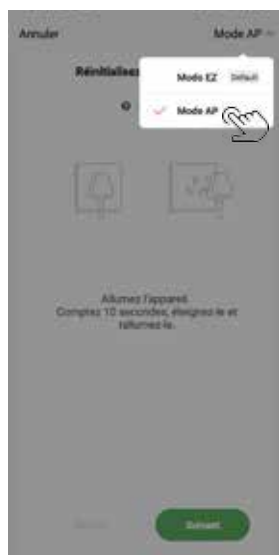 Annuler Mode AP
Réinitialisez
Mode EZ Default
Mode AP
Allumez l'appareil.
Comptez 10 secondes, éteignez-le et
rallumez-le.
Suivant